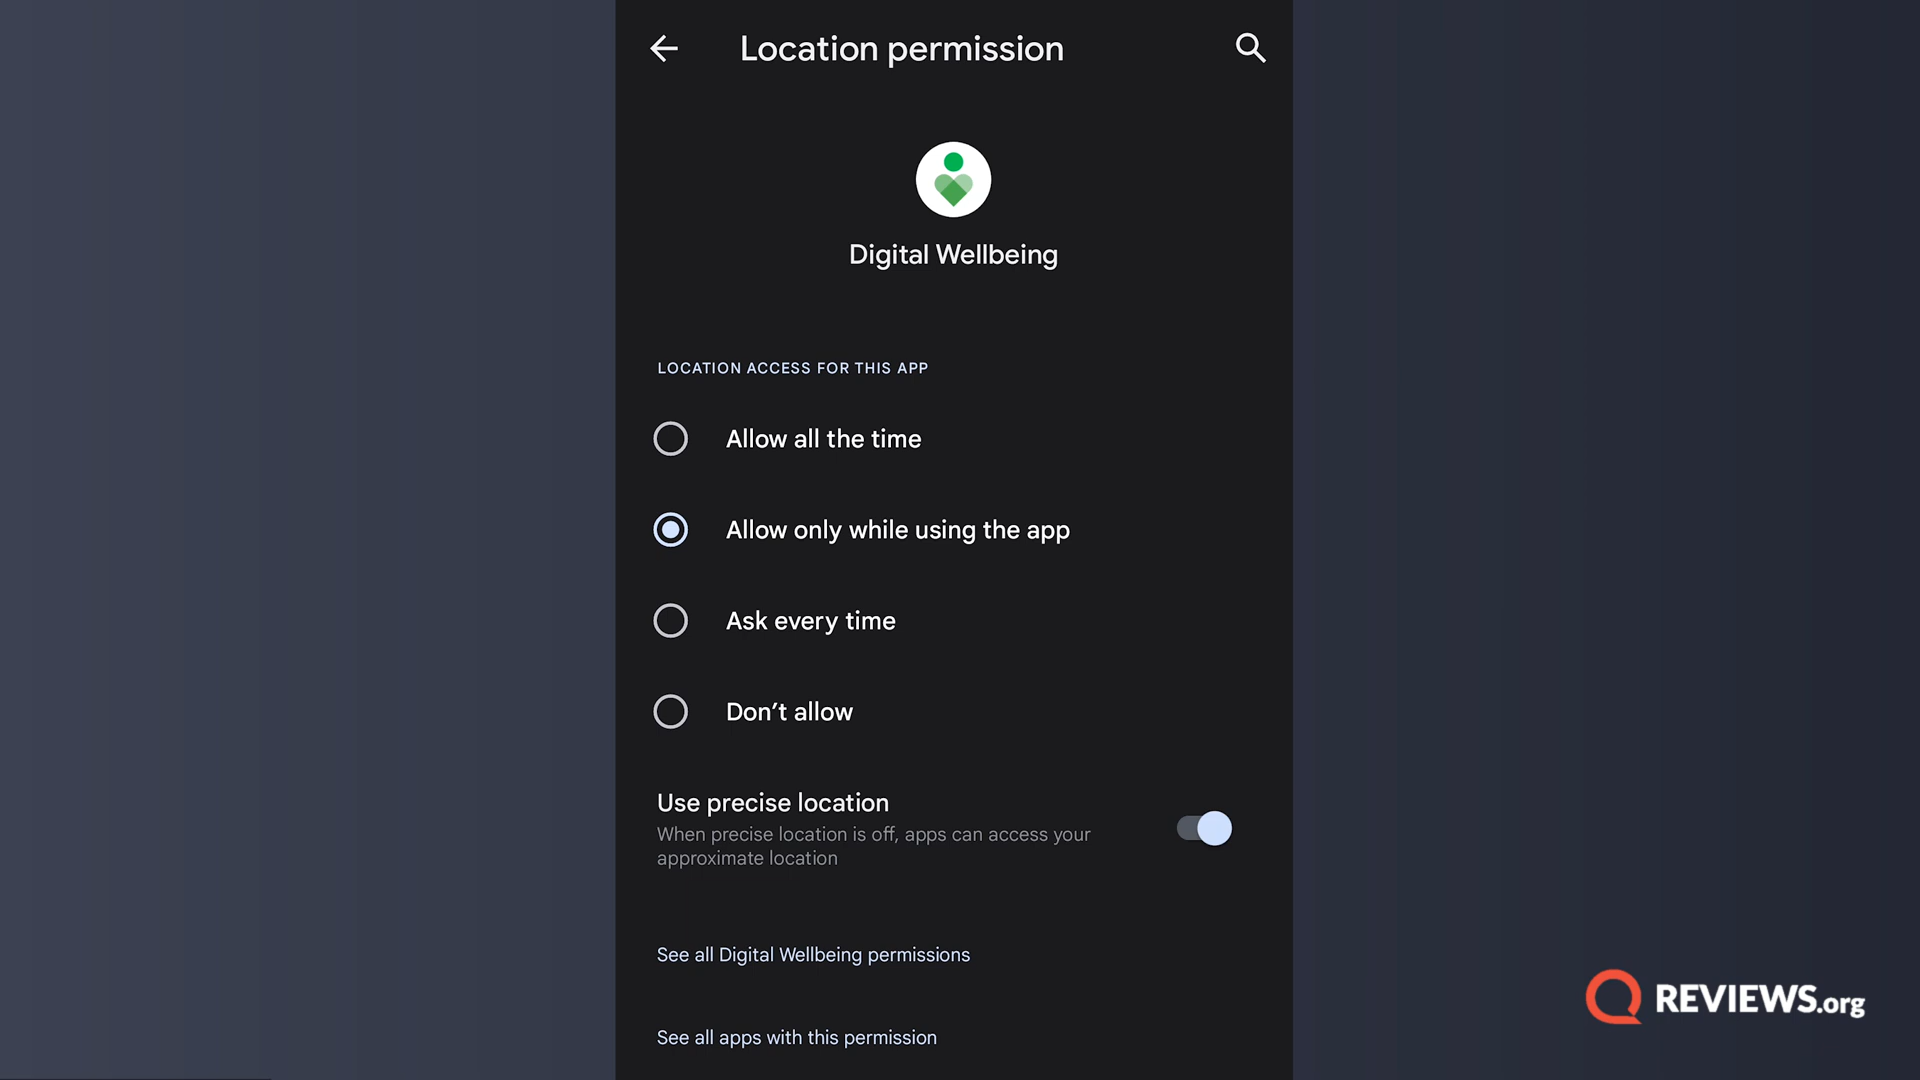 Location permission
Digital Wellbeing
LOCATION ACCESS FOR THIS APP
Allow all the time
Allow only while using the app
Ask every time
Don’t allow
Use precise location
When precise location is off, apps can access your
approximate location
See all Digital Wellbeing permissions
See all apps with this permission
REVIEWS.org